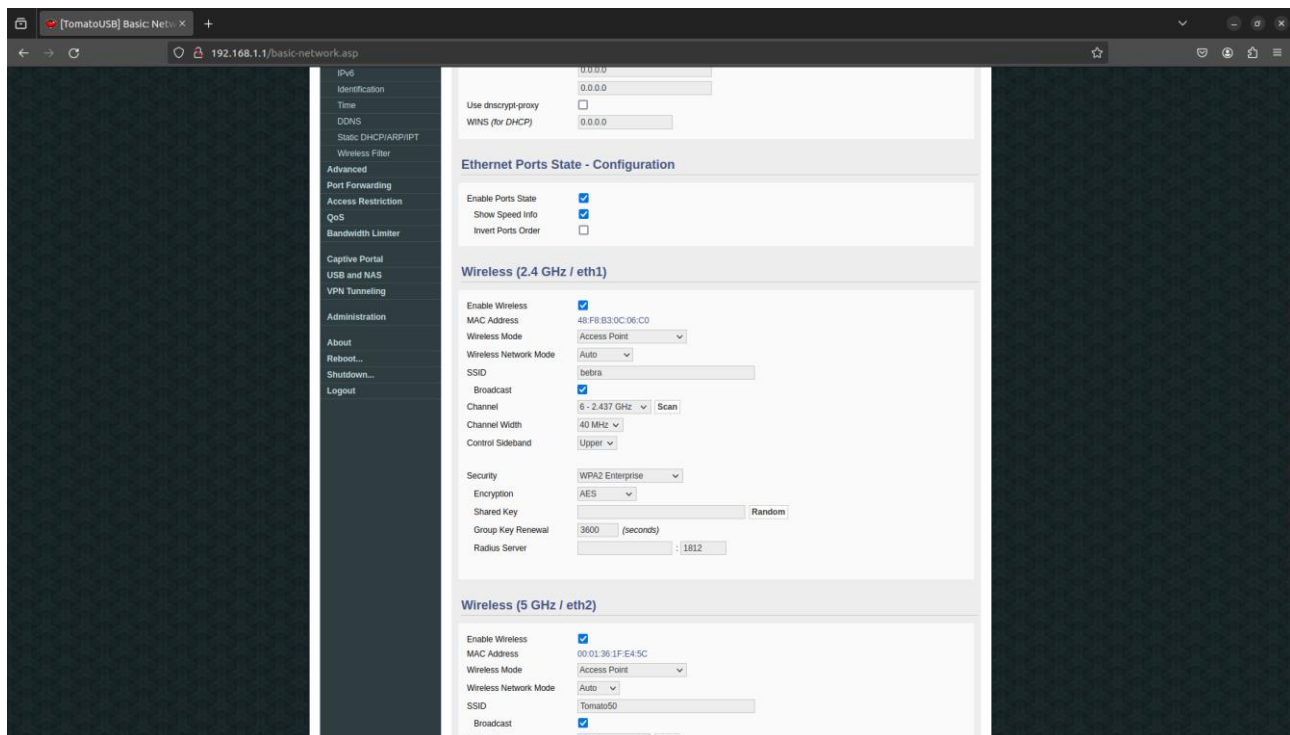 [TomatoUSB] Basic: Netw
192.168.1.1/basic-network.asp
IPv6
Identification
Time
DDNS
Static DHCP/ARP/IPT
Wireless Filter
Advanced
Port Forwarding
Access Restriction
QoS
Bandwidth Limiter
Captive Portal
USB and NAS
VPN Tunneling
Administration
About
Reboot...
Shutdown...
Logout
0.0.0.0
0.0.0.0
Use dnscrypt-proxy
WINS (for DHCP) 0.0.0.0
Ethernet Ports State - Configuration
Enable Ports State
Show Speed Info
Invert Ports Order
Wireless (2.4 GHz / eth1)
Enable Wireless
MAC Address 48:F8:B3:0C:06:C0
Wireless Mode Access Point
Wireless Network Mode Auto
SSID bebra
Broadcast
Channel 6 - 2.437 GHz Scan
Channel Width 40 MHz
Control Sideband Upper
Security WPA2 Enterprise
Encryption AES
Shared Key Random
Group Key Renewal 3600 (seconds)
Radius Server : 1812
Wireless (5 GHz / eth2)
Enable Wireless
MAC Address 00:01:36:1F:E4:5C
Wireless Mode Access Point
Wireless Network Mode Auto
SSID Tomato50
Broadcast